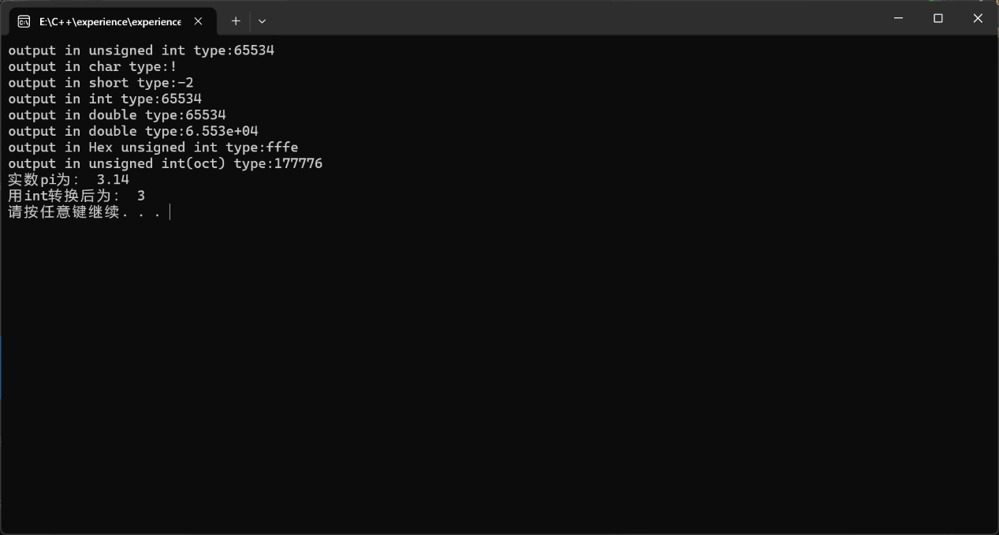 E:\C++\experience\experience
output in unsigned int type:65534
output in char type:!
output in short type:-2
output in int type:65534
output in double type:65534
output in double type:6.553e+04
output in Hex unsigned int type:fffe
output in unsigned int(oct) type:177776
实数pi为： 3.14
用int转换后为： 3
请按任意键继续. . .